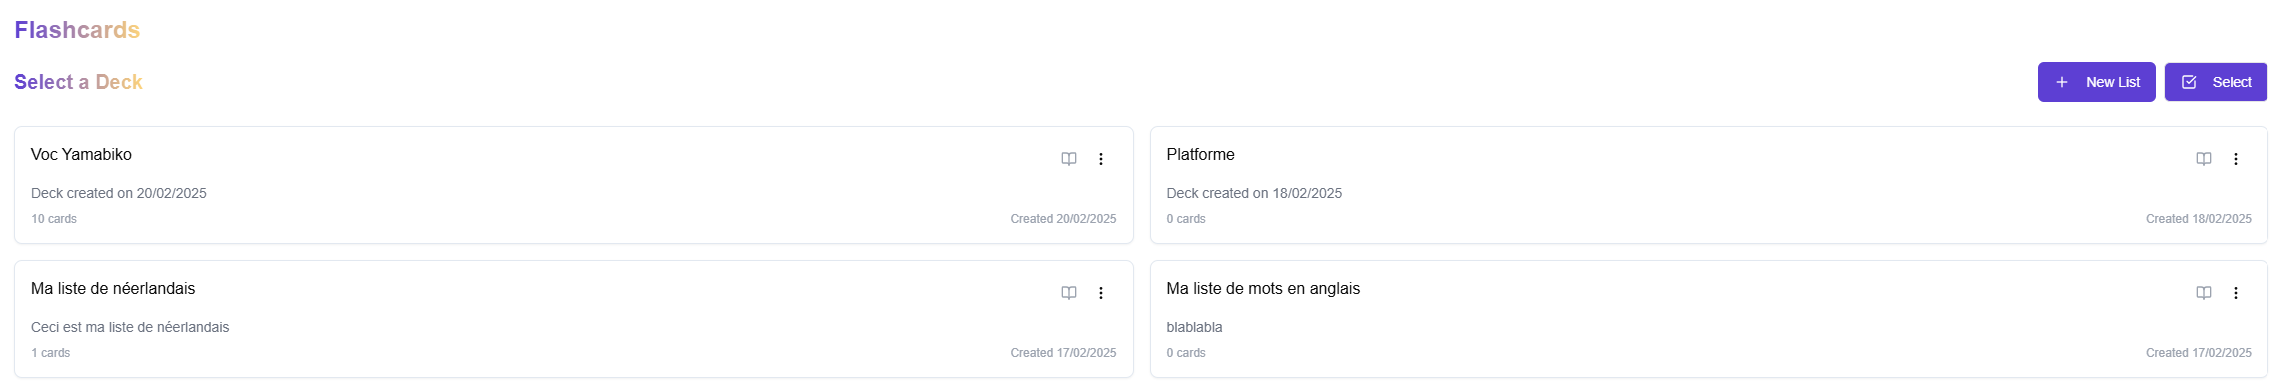 Flashcards
Select a Deck
New List
Select
Voc Yamabiko
Deck created on 20/02/2025
10 cards
Created 20/02/2025
Platforme
Deck created on 18/02/2025
0 cards
Created 18/02/2025
Ma liste de néerlandais
Ceci est ma liste de néerlandais
1 cards
Created 17/02/2025
Ma liste de mots en anglais
blablabla
0 cards
Created 17/02/2025